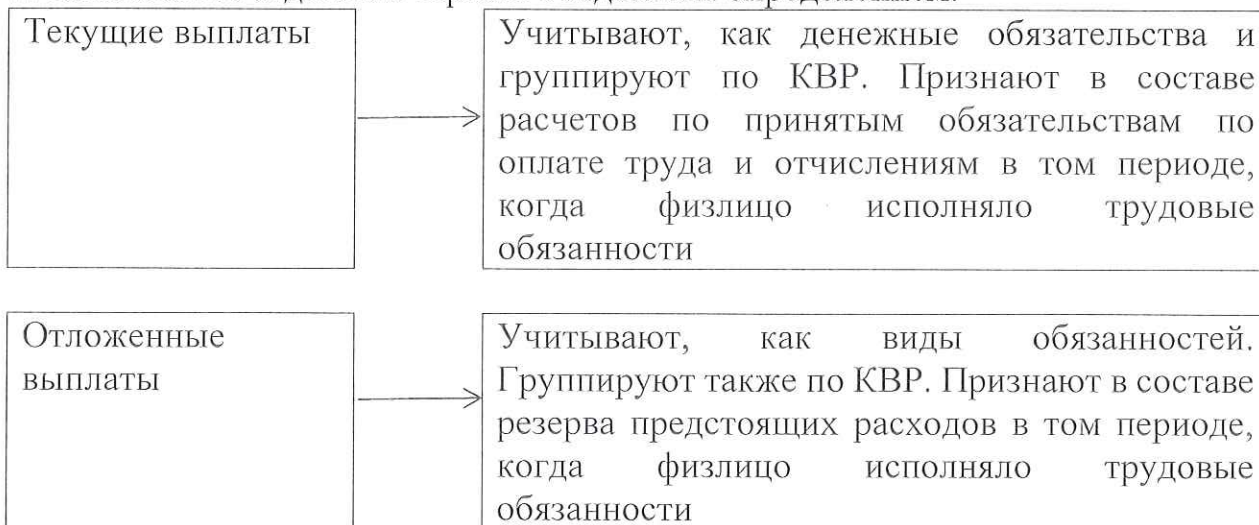 Текущие выплаты
Учитывают, как денежные обязательства и
группируют по КВР. Признают в составе
расчетов по принятым обязательствам по
оплате труда и отчислениям в том периоде,
когда физлицо исполняло трудовые
обязанности
Отложенные
выплаты
Учитывают, как виды обязанностей.
Группируют также по КВР. Признают в составе
резерва предстоящих расходов в том периоде,
когда физлицо исполняло трудовые
обязанности